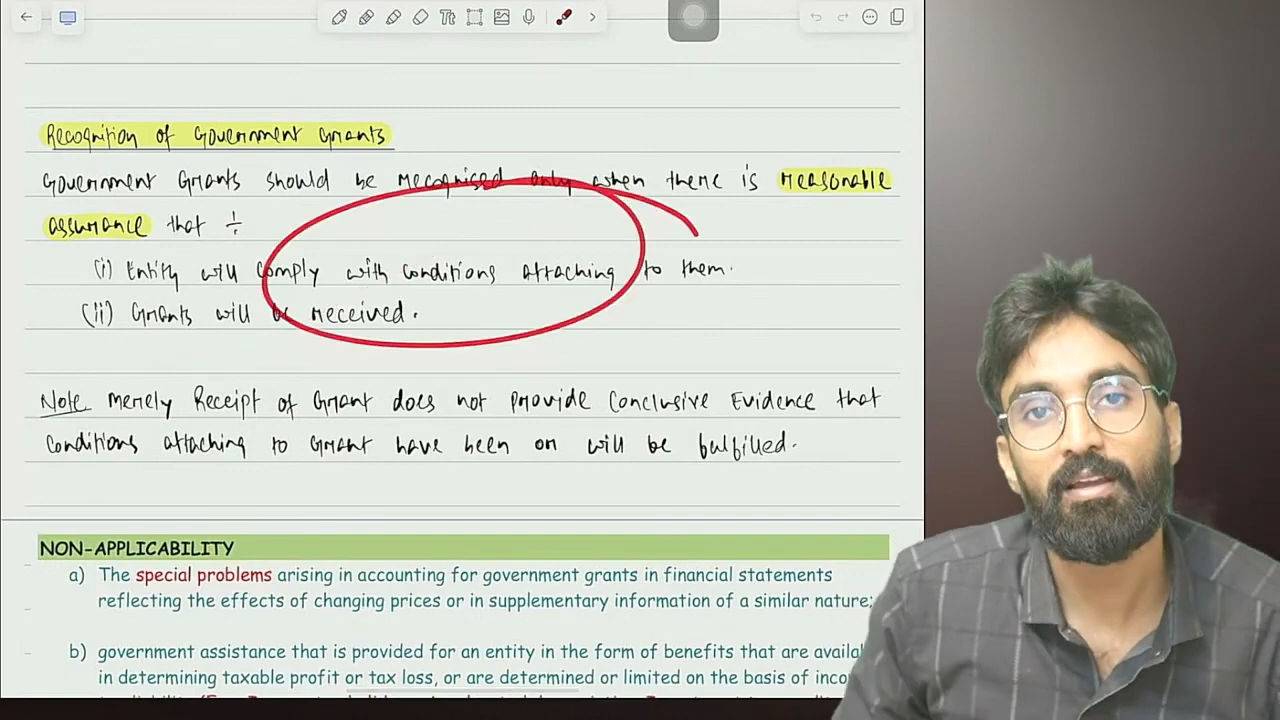 Recognition of Government Grants
Government Grants should be recognised only when there is reasonable
assurance that :-
(i) Entity will comply with conditions attaching to them.
(ii) Grants will be received.
Note Merely Receipt of Grant does not provide Conclusive Evidence that
conditions attaching to Grant have been or will be fulfilled.
NON-APPLICABILITY
a) The special problems arising in accounting for government grants in financial statements
reflecting the effects of changing prices or in supplementary information of a similar nature;
b) government assistance that is provided for an entity in the form of benefits that are availa
in determining taxable profit or tax loss, or are determined or limited on the basis of inco